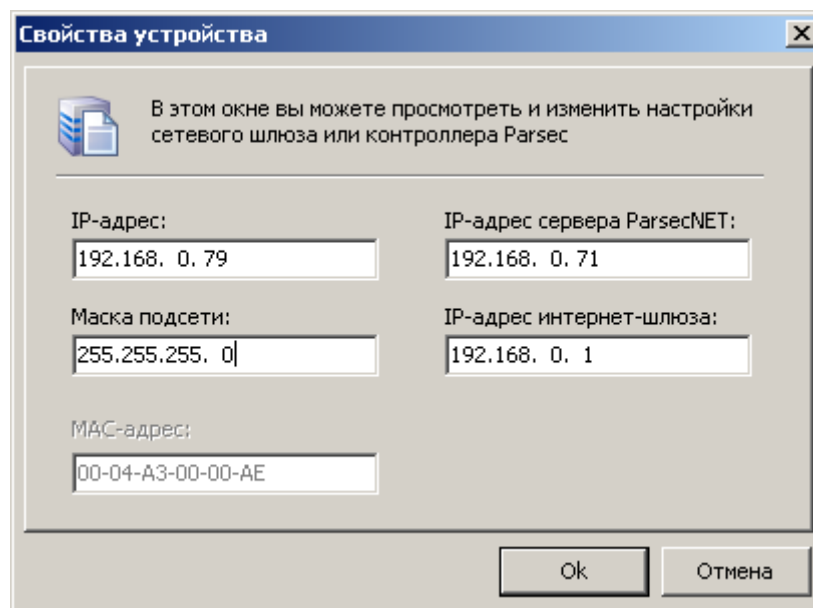 Свойства устройства
В этом окне вы можете просмотреть и изменить настройки
сетевого шлюза или контроллера Parsec
IP-адрес:
192.168. 0. 79
Маска подсети:
255.255.255. 0
MAC-адрес:
00-04-A3-00-00-AE
IP-адрес сервера ParsecNET:
192.168. 0. 71
IP-адрес интернет-шлюза:
192.168. 0. 1
Ok
Отмена